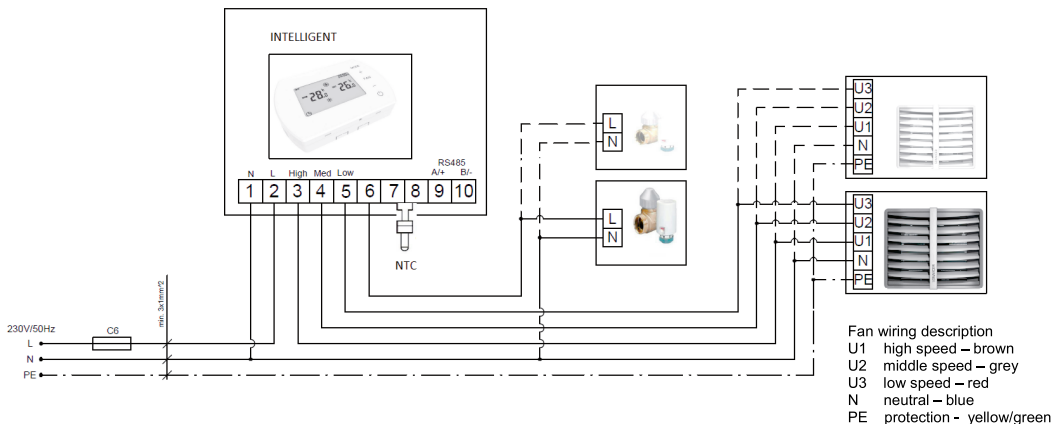 INTELLIGENT
28
26
N L High Med Low RS485 A/+ B/-
1 2 3 4 5 6 7 8 9 10
NTC
L
N
L
N
U3
U2
U1
N
PE
U3
U2
U1
N
PE
min. 3x1mm^2
230V/50Hz
C6
L
N
PE
Fan wiring description
U1 high speed – brown
U2 middle speed – grey
U3 low speed – red
N neutral – blue
PE protection - yellow/green